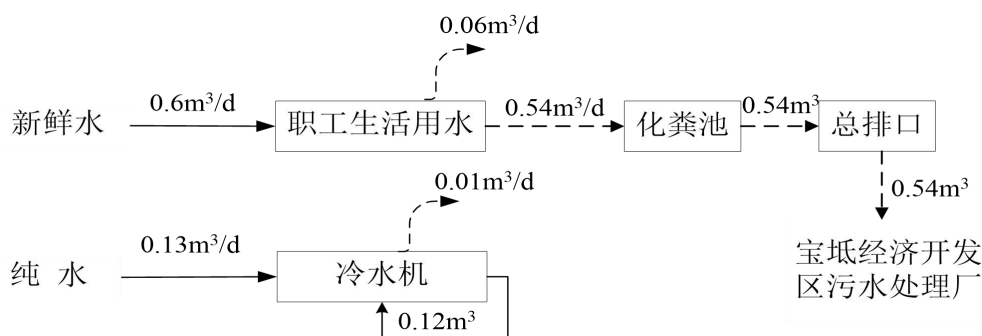 0.06m³/d
新鲜水 0.6m³/d 职工生活用水 0.54m³/d 化粪池 0.54m³ 总排口
0.54m³
0.01m³/d
纯 水 0.13m³/d 冷水机
宝坻经济开发
区污水处理厂
0.12m³